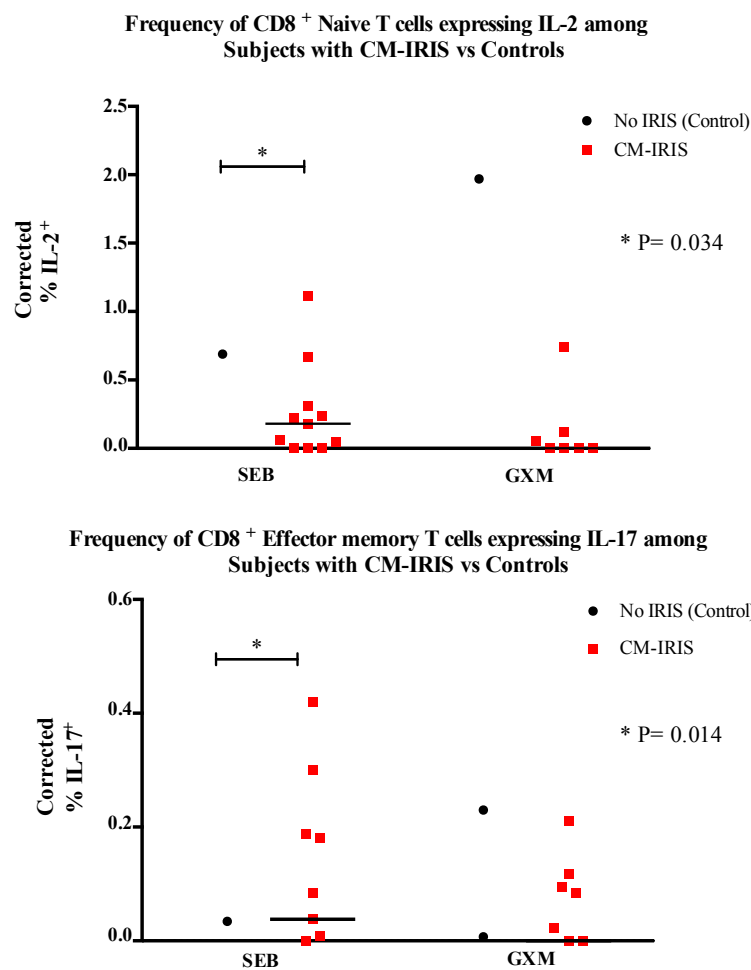 Frequency of CD8 + Naive T cells expressing IL-2 among
Subjects with CM-IRIS vs Controls
2.5
2.0
1.5
1.0
0.5
0.0
Corrected
% IL-2+
*
No IRIS (Control)
CM-IRIS
* P= 0.034
SEB
GXM
Frequency of CD8 + Effector memory T cells expressing IL-17 among
Subjects with CM-IRIS vs Controls
0.6
0.4
0.2
0.0
Corrected
% IL-17+
*
No IRIS (Control)
CM-IRIS
* P= 0.014
SEB
GXM